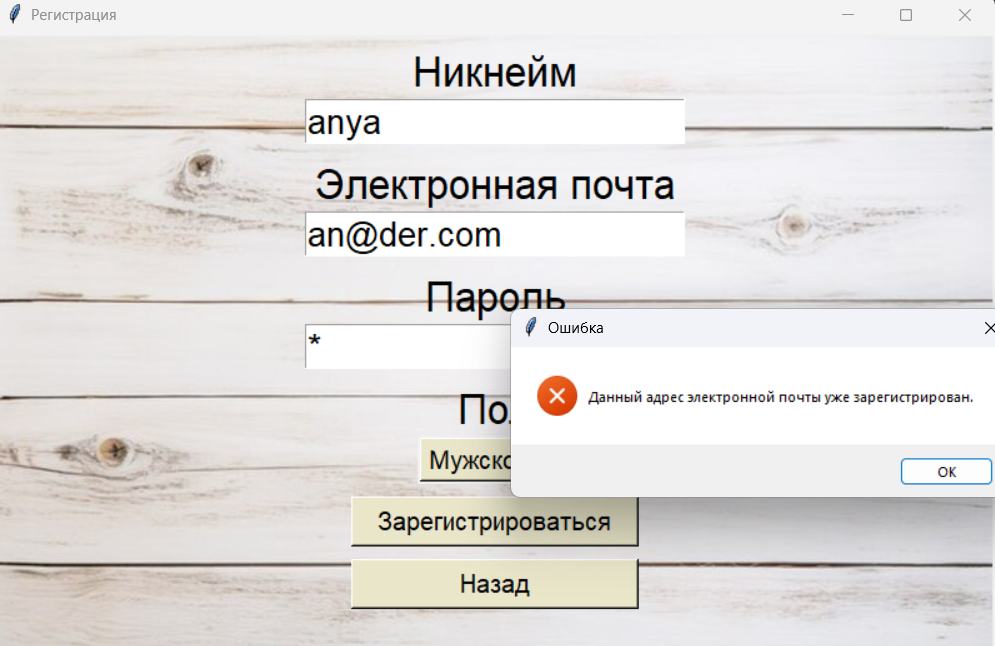 Регистрация
Никнейм
anya
Электронная почта
an@der.com
Пароль
*
Ошибка
Данный адрес электронной почты уже зарегистрирован.
OK
Зарегистрироваться
Назад